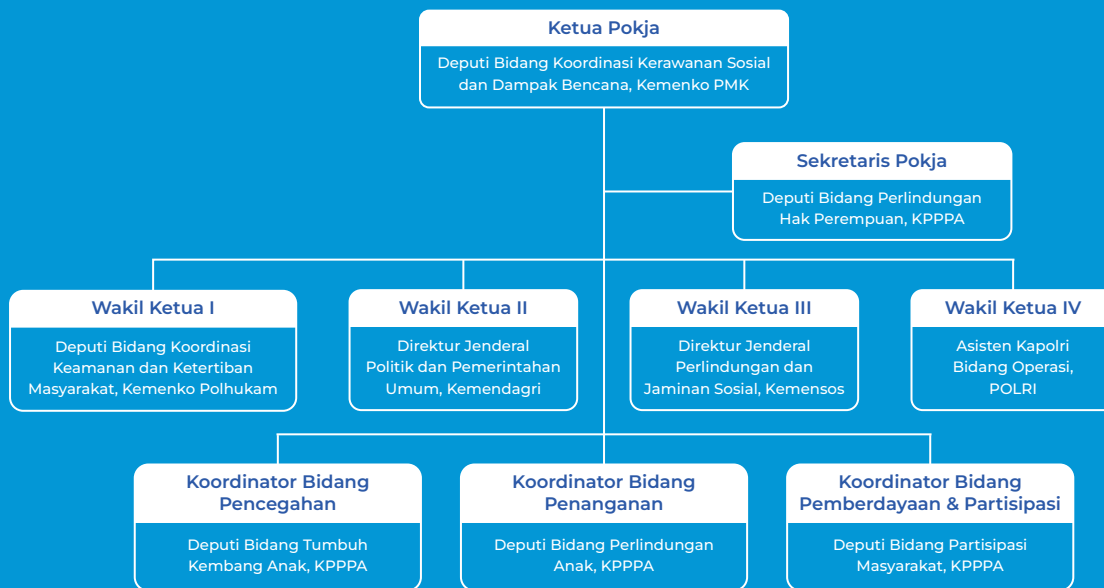 Ketua Pokja
Deputi Bidang Koordinasi Kerawanan Sosial
dan Dampak Bencana, Kemenko PMK
Sekretaris Pokja
Deputi Bidang Perlindungan
Hak Perempuan, KPPPA
Wakil Ketua I
Deputi Bidang Koordinasi
Keamanan dan Ketertiban
Masyarakat, Kemenko Polhukam
Wakil Ketua II
Direktur Jenderal
Politik dan Pemerintahan
Umum, Kemendagri
Wakil Ketua III
Direktur Jenderal
Perlindungan dan
Jaminan Sosial, Kemensos
Wakil Ketua IV
Asisten Kapolri
Bidang Operasi,
POLRI
Koordinator Bidang
Pencegahan
Deputi Bidang Tumbuh
Kembang Anak, KPPPA
Koordinator Bidang
Penanganan
Deputi Bidang Perlindungan
Anak, KPPPA
Koordinator Bidang
Pemberdayaan & Partisipasi
Deputi Bidang Partisipasi
Masyarakat, KPPPA